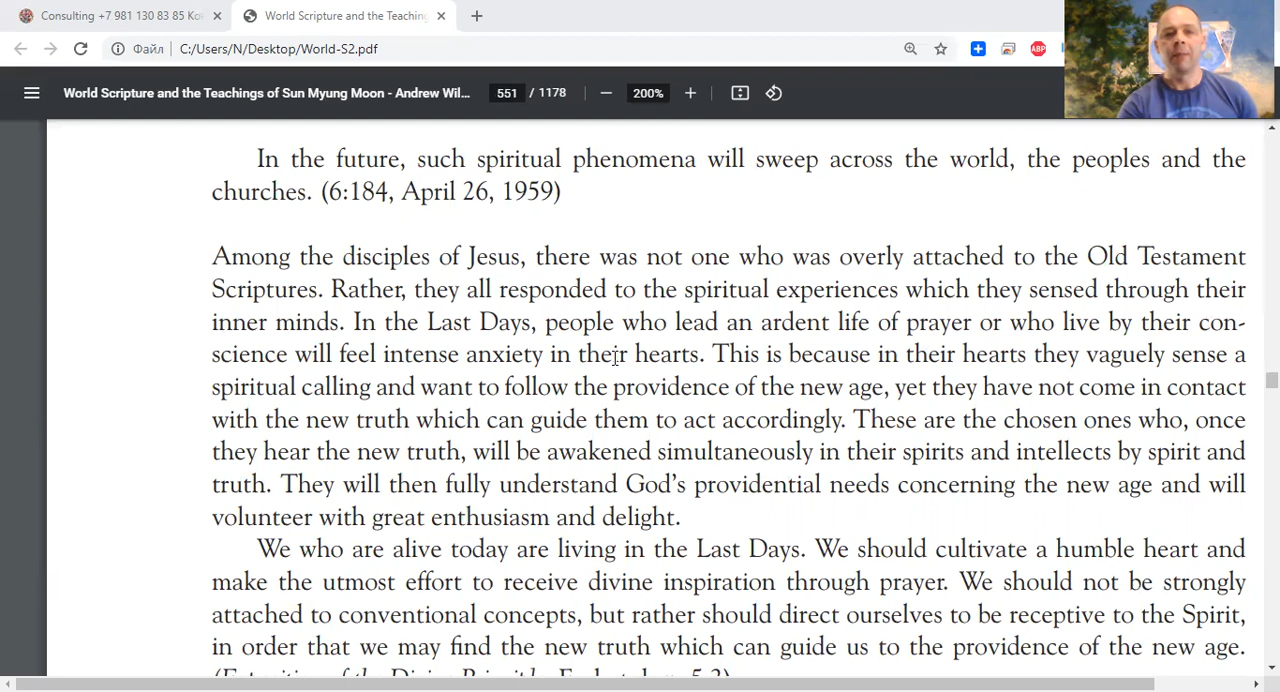 Consulting +7 981 130 83 85
World Scripture and the Teaching
Файл
C:/Users/N/Desktop/World-S2.pdf
ABP
World Scripture and the Teachings of Sun Myung Moon - Andrew Wil...
551 / 1178
200%
In the future, such spiritual phenomena will sweep across the world, the peoples and the
churches. (6:184, April 26, 1959)
Among the disciples of Jesus, there was not one who was overly attached to the Old Testament
Scriptures. Rather, they all responded to the spiritual experiences which they sensed through their
inner minds. In the Last Days, people who lead an ardent life of prayer or who live by their con-
science will feel intense anxiety in their hearts. This is because in their hearts they vaguely sense a
spiritual calling and want to follow the providence of the new age, yet they have not come in contact
with the new truth which can guide them to act accordingly. These are the chosen ones who, once
they hear the new truth, will be awakened simultaneously in their spirits and intellects by spirit and
truth. They will then fully understand God's providential needs concerning the new age and will
volunteer with great enthusiasm and delight.
We who are alive today are living in the Last Days. We should cultivate a humble heart and
make the utmost effort to receive divine inspiration through prayer. We should not be strongly
attached to conventional concepts, but rather should direct ourselves to be receptive to the Spirit,
in order that we may find the new truth which can guide us to the providence of the new age.